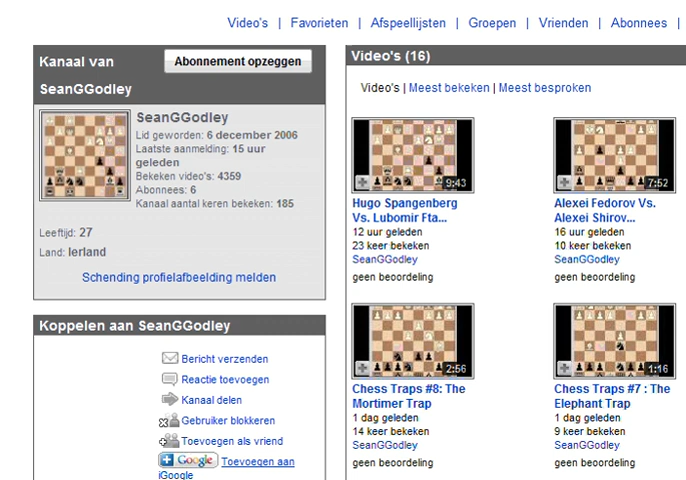 Video's | Favorieten | Afspeellijsten | Groepen | Vrienden | Abonnees |
Kanaal van
SeanGGodley
Abonnement opzeggen
SeanGGodley
Lid geworden: 6 december 2006
Laatste aanmelding: 15 uur
geleden
Bekeken video's: 4359
Abonnees: 6
Kanaal aantal keren bekeken: 185
Leeftijd: 27
Land: Ierland
Schending profielafbeelding melden
Koppelen aan SeanGGodley
Bericht verzenden
Reactie toevoegen
Kanaal delen
Gebruiker blokkeren
Toevoegen als vriend
Google Toevoegen aan
iGoogle
Video's (16)
Video's | Meest bekeken | Meest besproken
9:43
Hugo Spangenberg
Vs. Lubomir Fta...
12 uur geleden
23 keer bekeken
SeanGGodley
geen beoordeling
7:52
Alexei Fedorov Vs.
Alexei Shirov...
16 uur geleden
10 keer bekeken
SeanGGodley
geen beoordeling
2:56
Chess Traps #8: The
Mortimer Trap
1 dag geleden
14 keer bekeken
SeanGGodley
geen beoordeling
1:16
Chess Traps #7 : The
Elephant Trap
1 dag geleden
9 keer bekeken
SeanGGodley
geen beoordeling